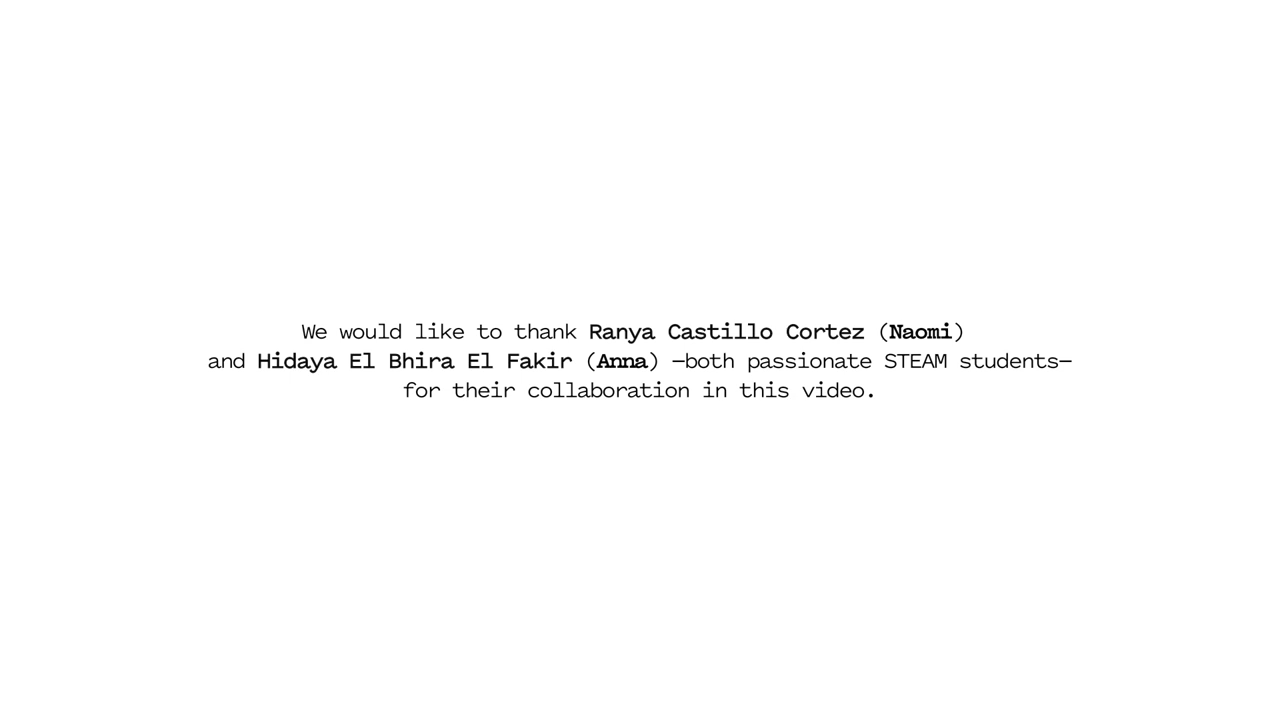 We would like to thank Ranya Castillo Cortez (Naomi)
and Hidaya El Bhira El Fakir (Anna) —both passionate STEAM students—
for their collaboration in this video.